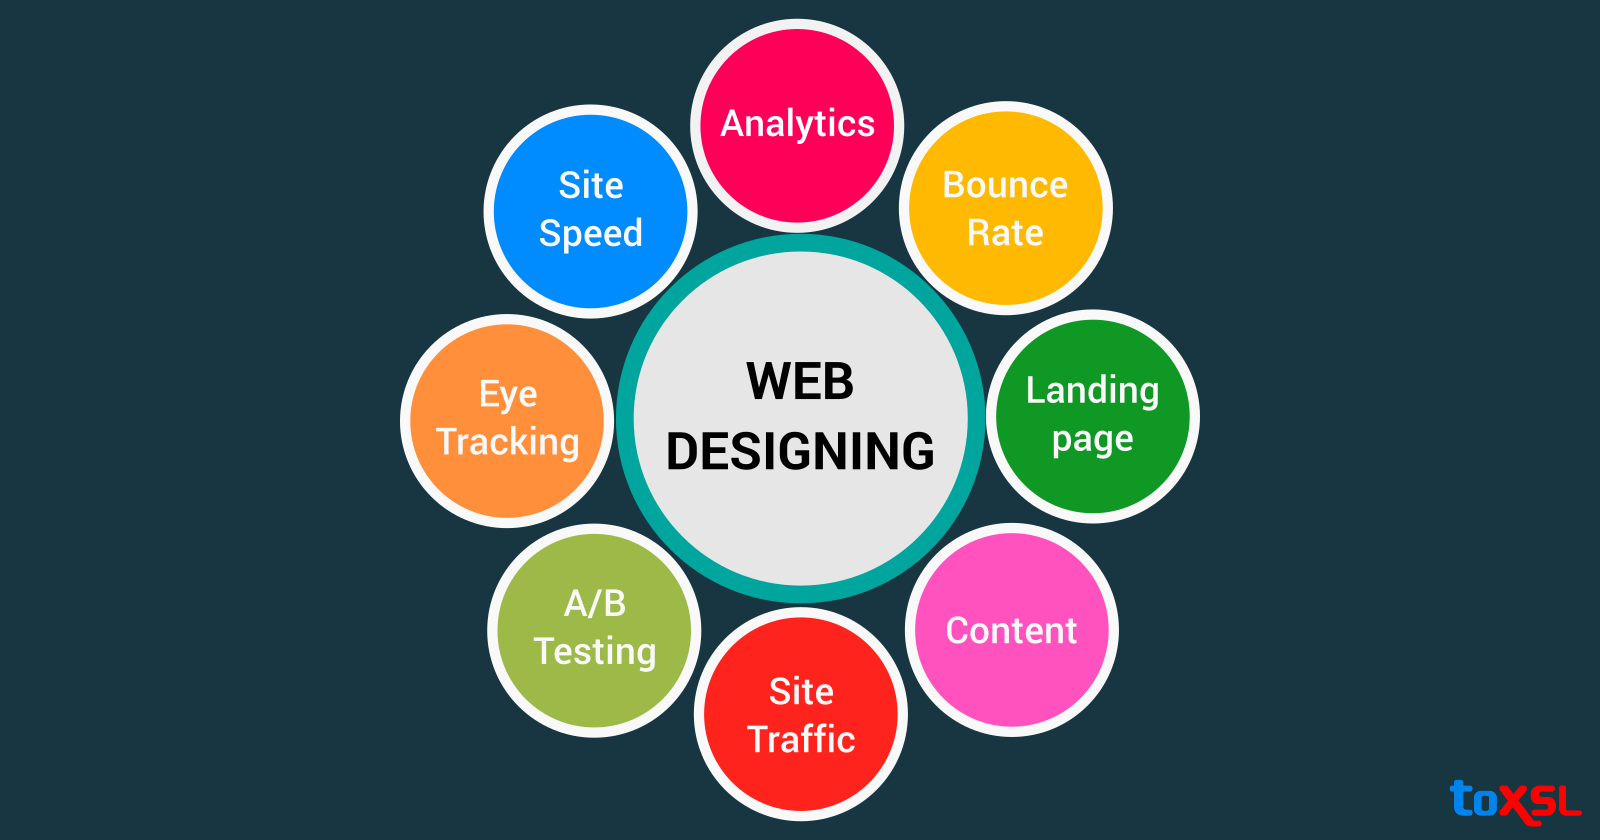 Analytics
Bounce
Rate
Landing
page
Content
Site
Traffic
A/B
Testing
Eye
Tracking
Site
Speed
WEB
DESIGNING
toXSL